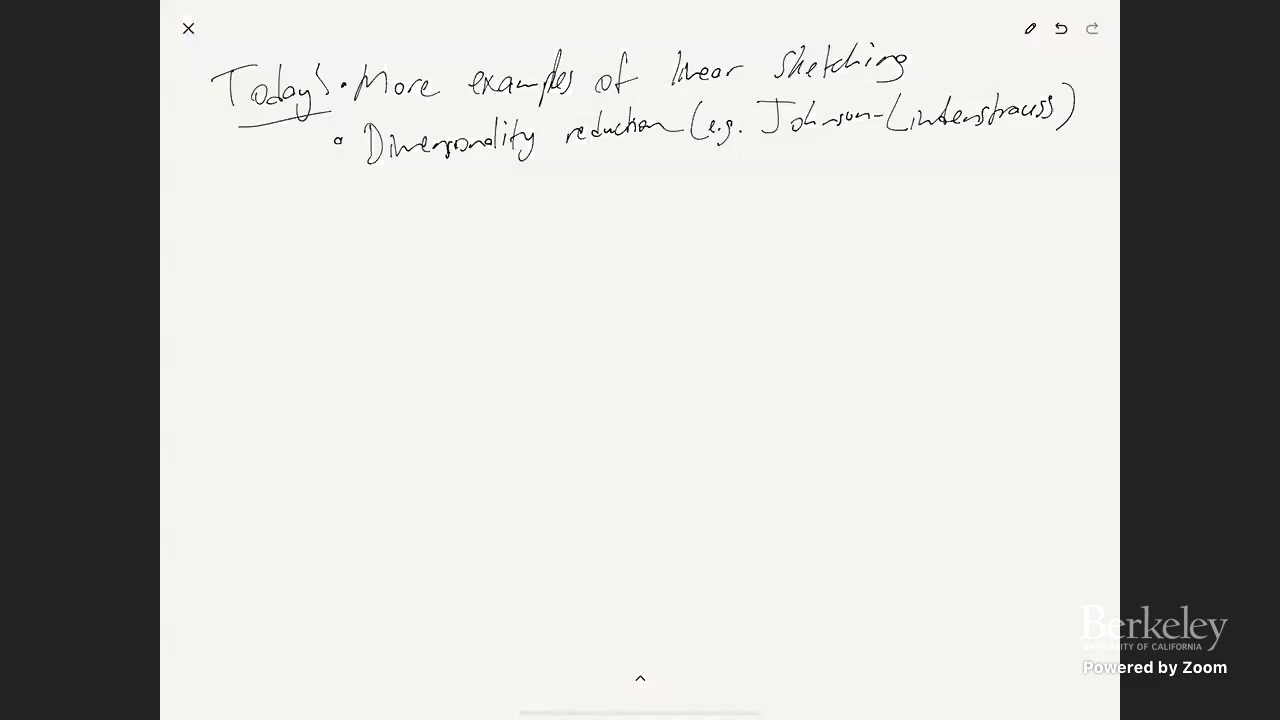 Today: • More examples of linear sketching
• Dimensionality reduction (e.g. Johnson-Lindenstrauss)
Berkeley
UNIVERSITY OF CALIFORNIA
Powered by Zoom